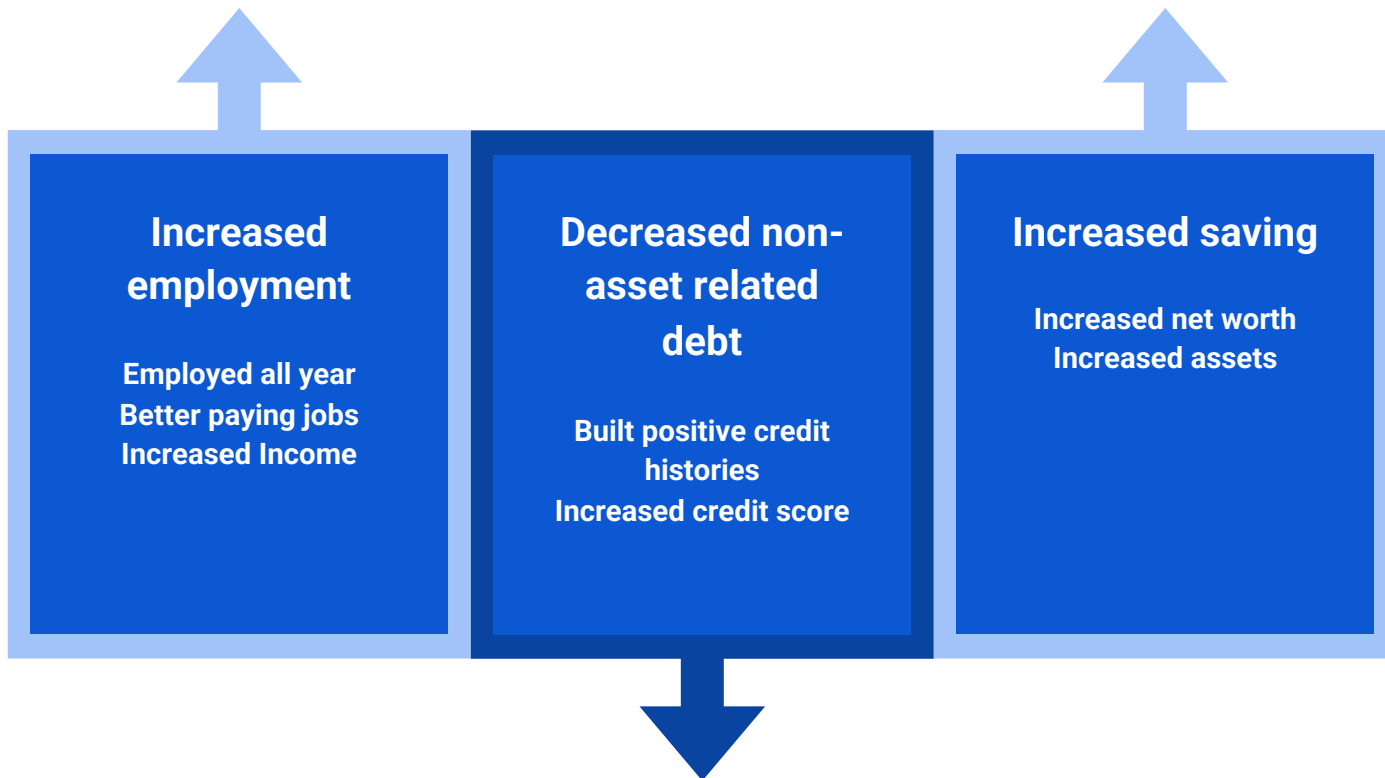 Increased
employment
Employed all year
Better paying jobs
Increased Income
Decreased non-
asset related
debt
Built positive credit
histories
Increased credit score
Increased saving
Increased net worth
Increased assets